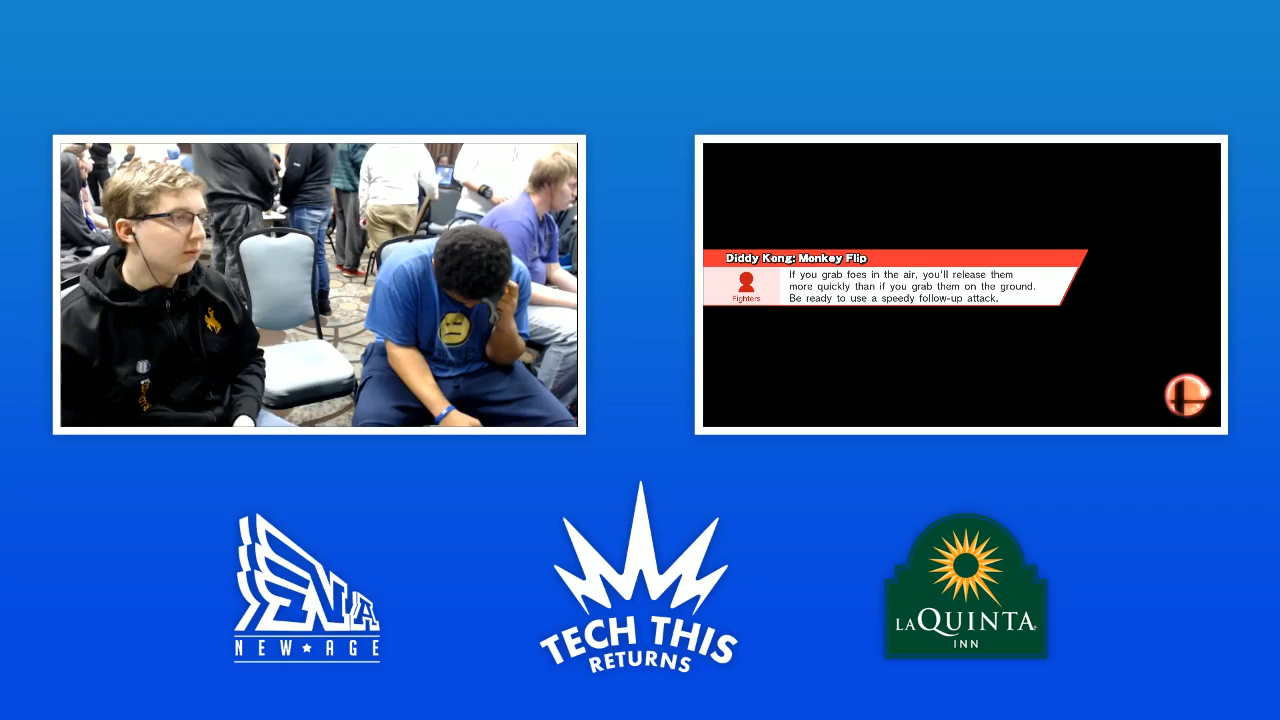 Diddy Kong: Monkey Flip
If you grab foes in the air, you'll release them
more quickly than if you grab them on the ground.
Be ready to use a speedy follow-up attack.
Fighters
ENA
NEW AGE
TECH THIS
RETURNS
LAQUINTA
INN